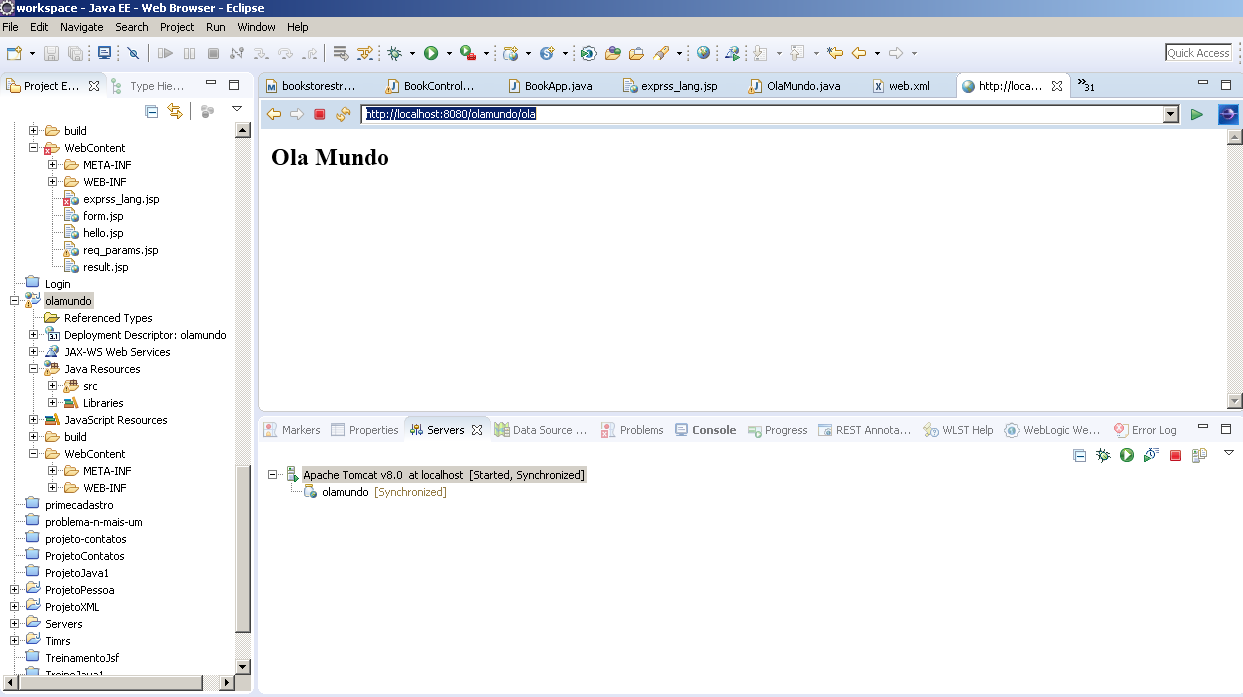 workspace - Java EE - Web Browser - Eclipse
File Edit Navigate Search Project Run Window Help
Quick Access
Project E... Type Hie...
build
WebContent
META-INF
WEB-INF
exprss_lang.jsp
form.jsp
hello.jsp
req_params.jsp
result.jsp
Login
olamundo
Referenced Types
Deployment Descriptor: olamundo
JAX-WS Web Services
Java Resources
src
Libraries
JavaScript Resources
build
WebContent
META-INF
WEB-INF
primecadastro
problema-n-mais-um
projeto-contatos
ProjetoContatos
ProjetoJava1
ProjetoPessoa
ProjetoXML
Servers
Timrs
TreinamentoJsf
TreinoJava1
bookstorestr... BookControl... BookApp.java exprss_lang.jsp OlaMundo.java web.xml http://loca... »31
http://localhost:8080/olamundo/ola
Ola Mundo
Markers Properties Servers Data Source ... Problems Console Progress REST Annota... WLST Help WebLogic We... Error Log
Apache Tomcat v8.0 at localhost [Started, Synchronized]
olamundo [Synchronized]